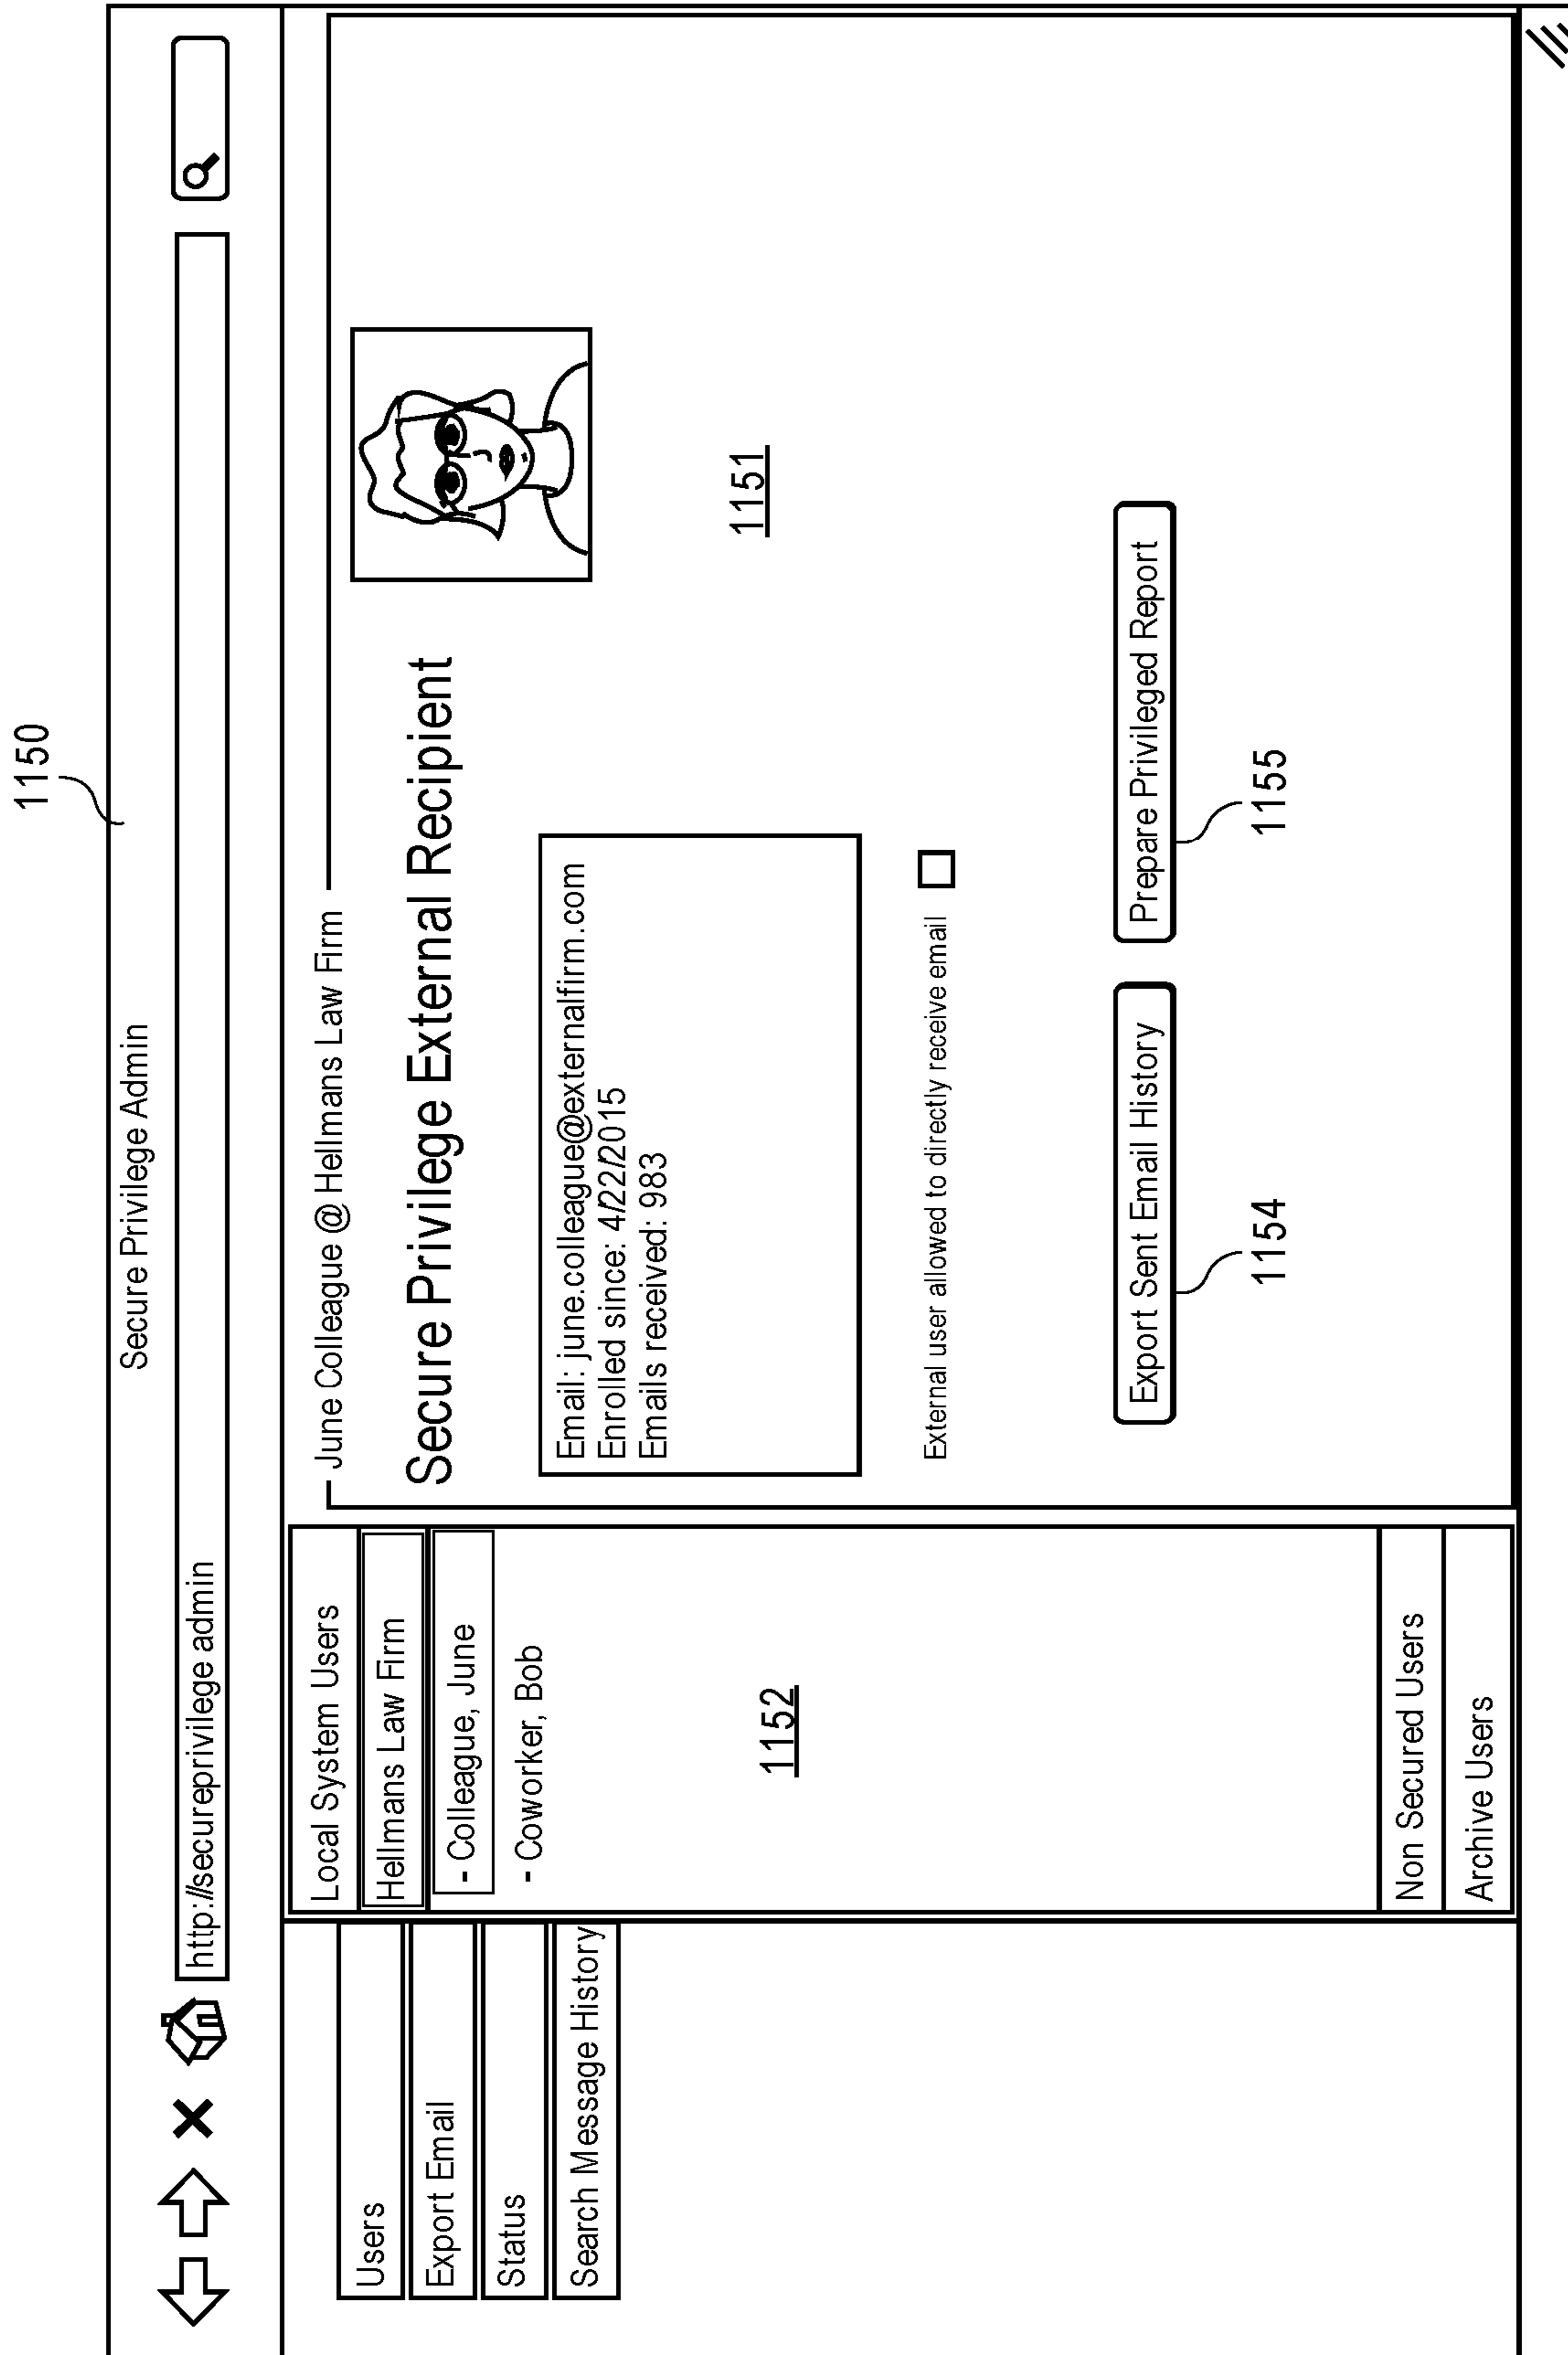 1150
Secure Privilege Admin
http://secureprivilege admin
Users
Export Email
Status
Search Message History
Local System Users
Hellmans Law Firm
- Colleague, June
- Coworker, Bob
1152
Non Secured Users
Archive Users
June Colleague @ Hellmans Law Firm
Secure Privilege External Recipient
Email: june.colleague@externalfirm.com
Enrolled since: 4/22/2015
Emails received: 983
1151
External user allowed to directly receive email
Export Sent Email History
Prepare Privileged Report
1154
1155